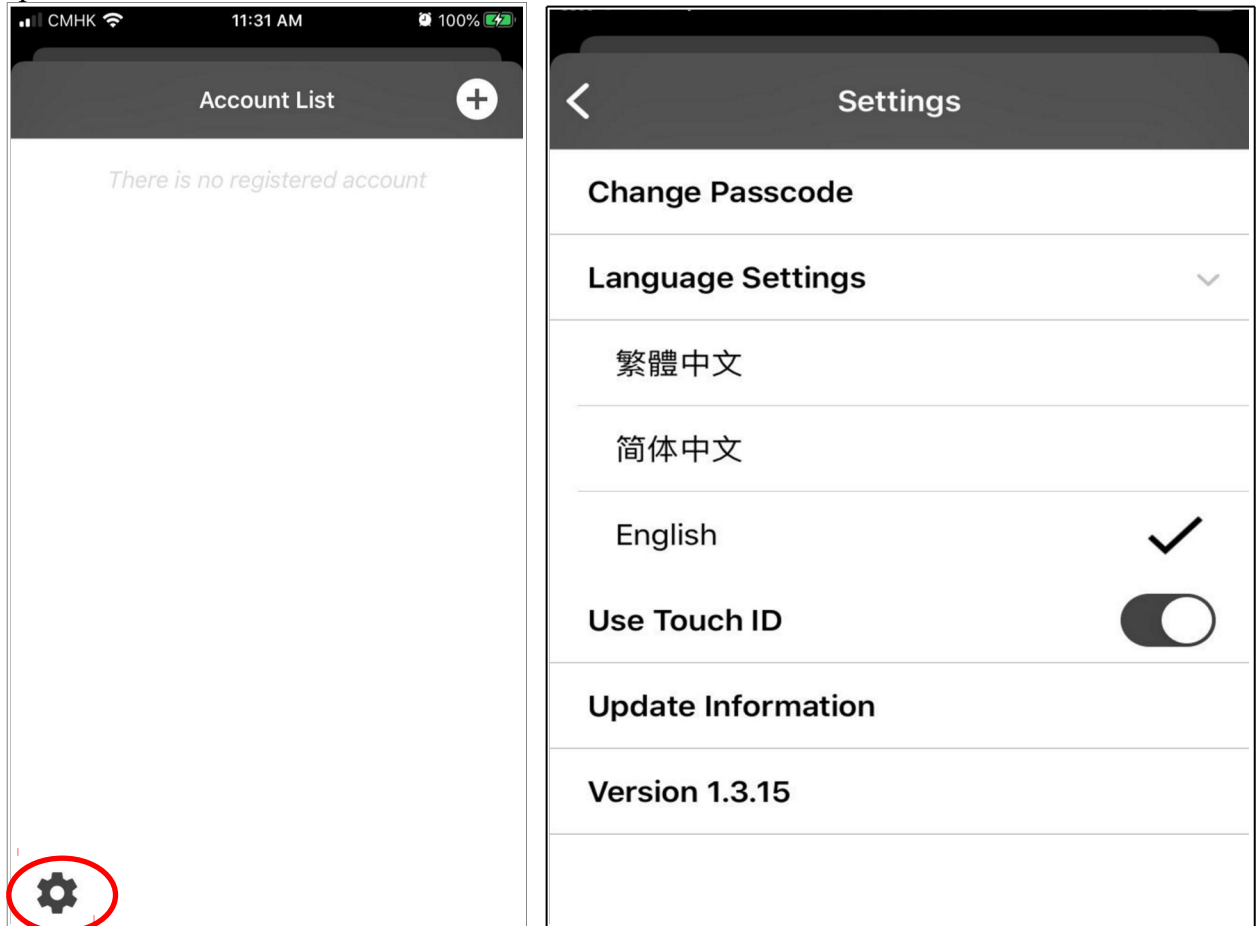 CMHK 11:31 AM 100%
Account List
There is no registered account
Settings
Change Passcode
Language Settings
繁體中文
简体中文
English
Use Touch ID
Update Information
Version 1.3.15